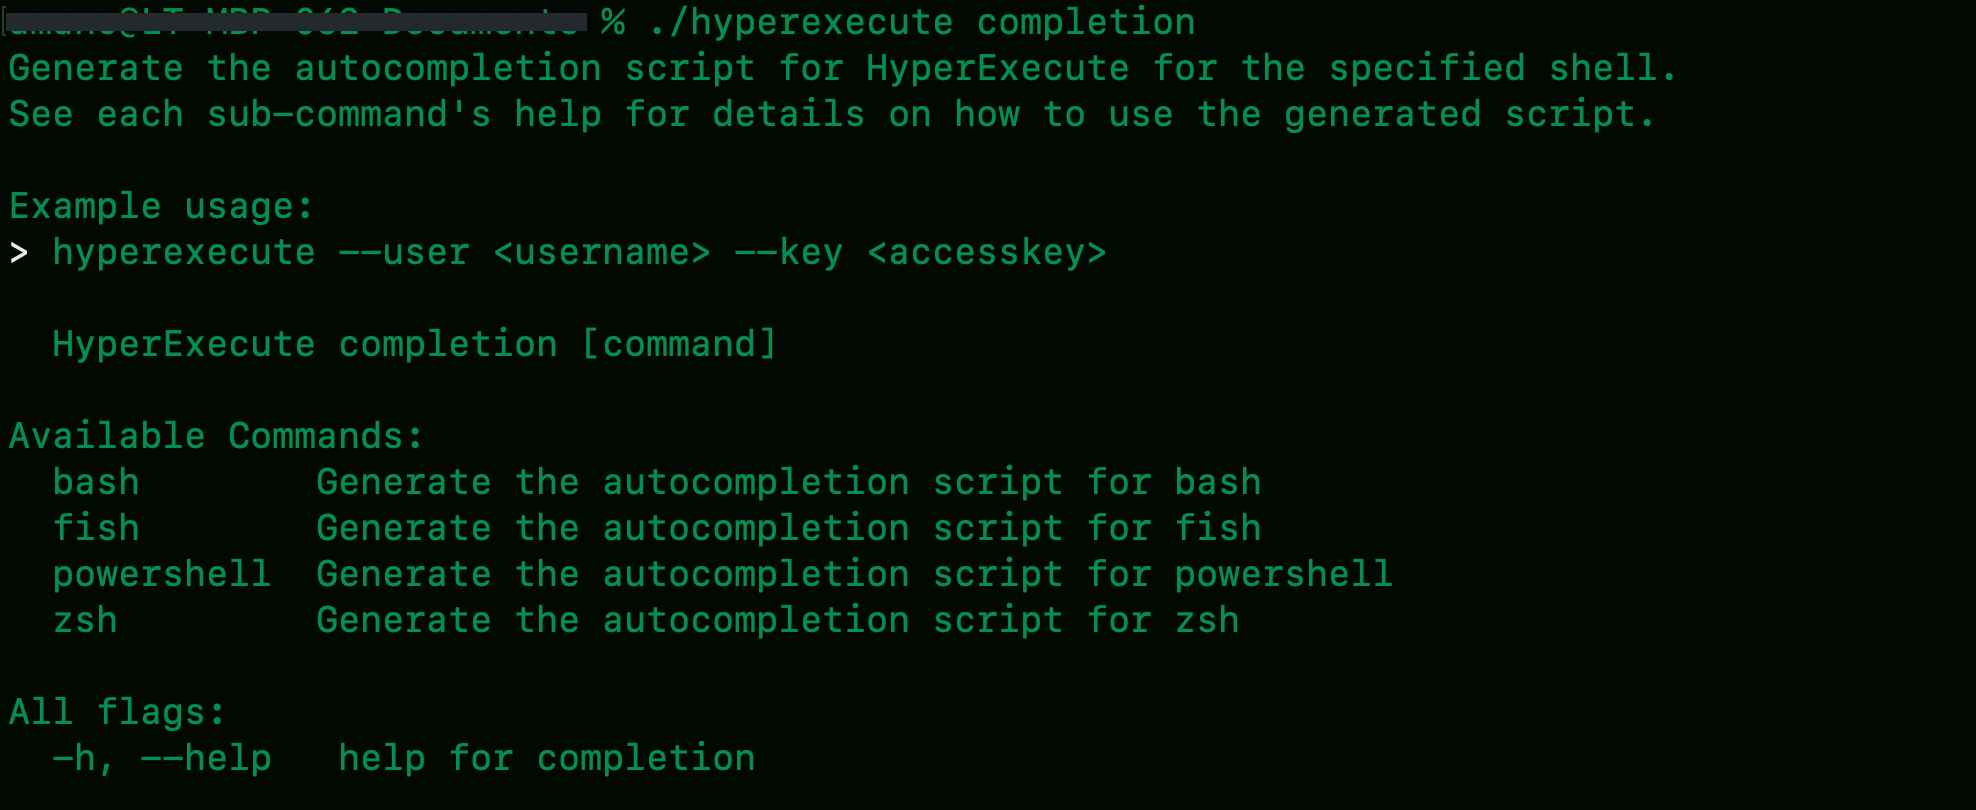 % ./hyperexecute completion
Generate the autocompletion script for HyperExecute for the specified shell.
See each sub-command's help for details on how to use the generated script.
Example usage:
> hyperexecute --user <username> --key <accesskey>
HyperExecute completion [command]
Available Commands:
bash Generate the autocompletion script for bash
fish Generate the autocompletion script for fish
powershell Generate the autocompletion script for powershell
zsh Generate the autocompletion script for zsh
All flags:
-h, --help help for completion